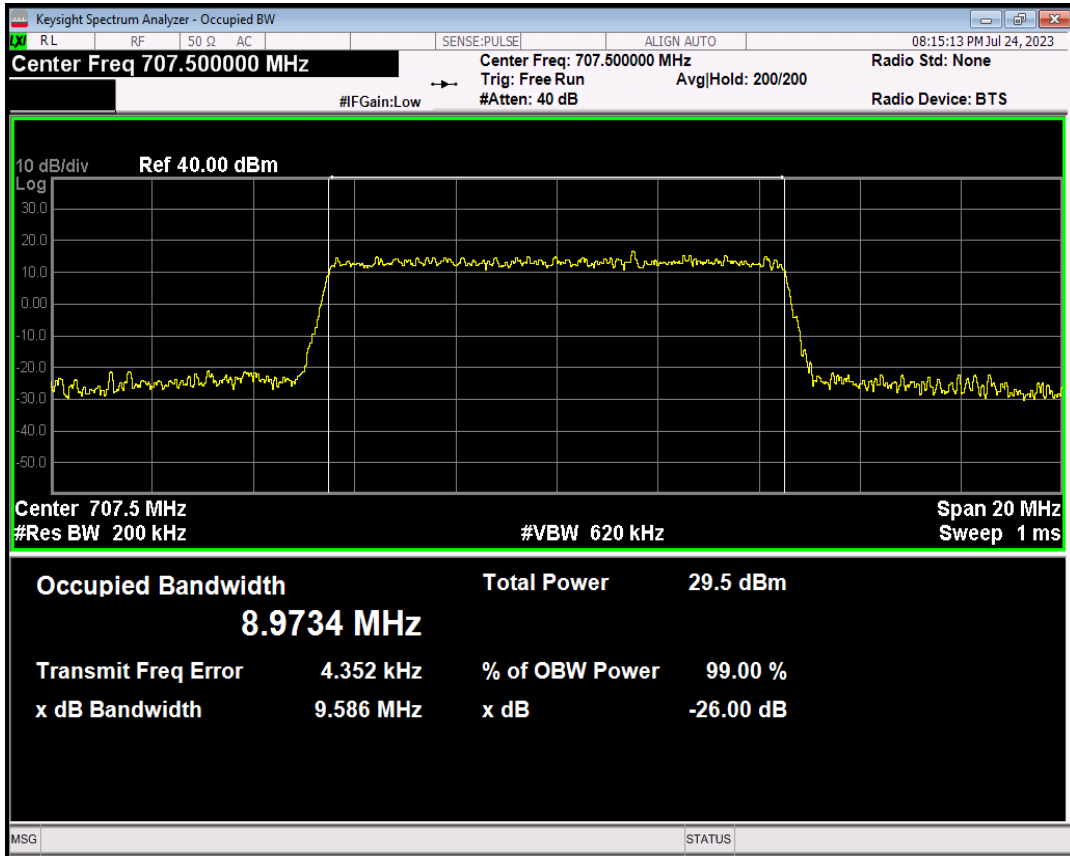 Keysight Spectrum Analyzer - Occupied BW
LXI RL RF 50 Ω AC SENSE:PULSE ALIGN AUTO 08:15:13 PM Jul 24, 2023
Center Freq 707.500000 MHz Center Freq: 707.500000 MHz Radio Std: None
Trig: Free Run Avg|Hold: 200/200
#IFGain:Low #Atten: 40 dB Radio Device: BTS
10 dB/div Ref 40.00 dBm
Log
30.0
20.0
10.0
0.00
-10.0
-20.0
-30.0
-40.0
-50.0
Center 707.5 MHz Span 20 MHz
#Res BW 200 kHz #VBW 620 kHz Sweep 1 ms
Occupied Bandwidth Total Power 29.5 dBm
8.9734 MHz
Transmit Freq Error 4.352 kHz % of OBW Power 99.00 %
x dB Bandwidth 9.586 MHz x dB -26.00 dB
MSG STATUS